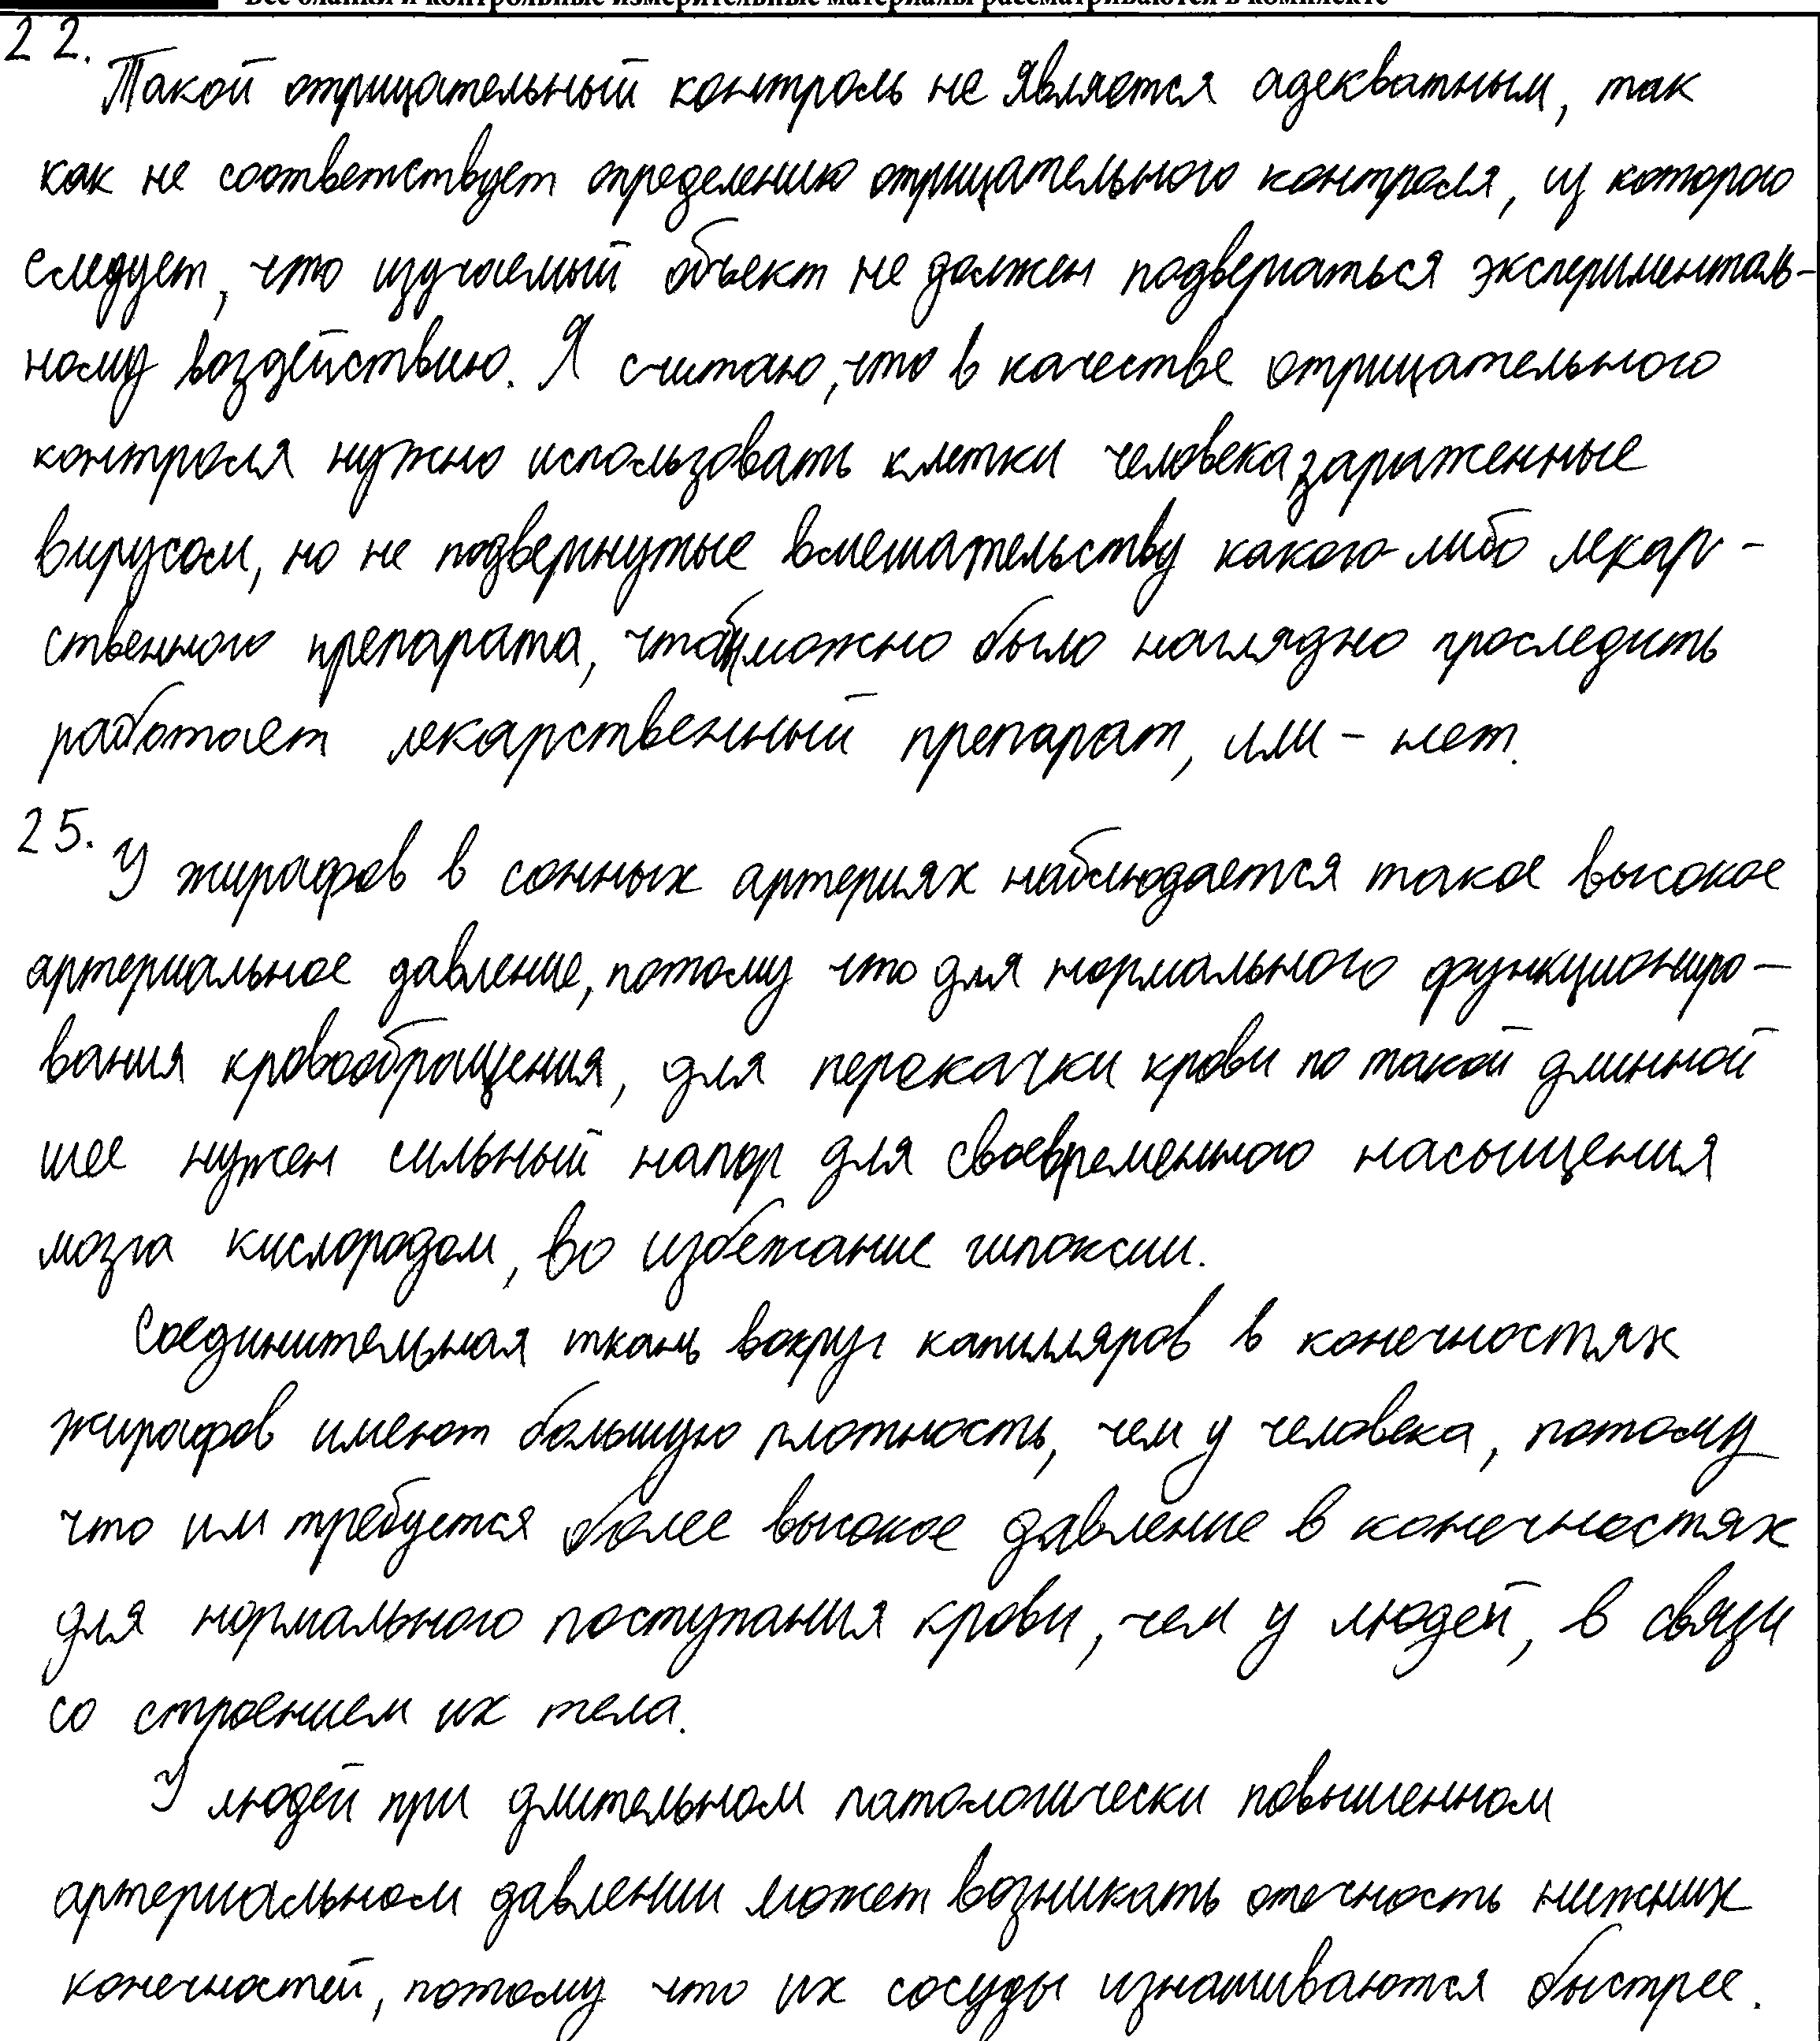 Все бланки и контрольные измерительные материалы рассматриваются в комплекте
22.
Такой отрицательный контроль не является адекватным, так
как не соответствует определению отрицательного контроля, из которого
следует, что изучаемый объект не должен подвергаться эксперименталь-
ному воздействию. Я считаю, что в качестве отрицательного
контроля нужно использовать клетки человека зараженные
вирусом, но не подвергнутые вмешательству какого-либо лекар-
ственного препарата, чтобы можно было наглядно проследить
работает лекарственный препарат, или - нет.
25.
У жирафов в сонных артериях наблюдается такое высокое
артериальное давление, потому что для нормального функциониро-
вания кровообращения, для перекачки крови по такой длинной
шее нужен сильный напор для своевременного насыщения
мозга кислородом, во избежание гипоксии.
Соединительная ткань вокруг капилляров в конечностях
жирафов имеют большую плотность, чем у человека, потому
что им требуется более высокое давление в конечностях
для нормального поступания крови, чем у людей, в связи
со строением их тела.
У людей при длительном патологически повышенном
артериальном давлении может возникать отечность нижних
конечностей, потому что их сосуды изнашиваются быстрее.